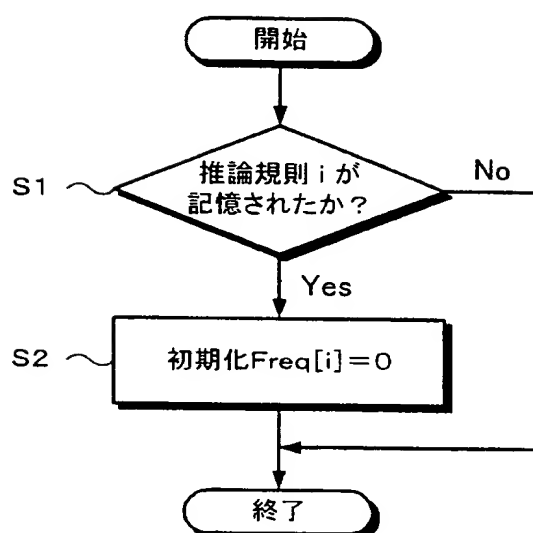 開始
S1
推論規則 i が
記憶されたか？
No
Yes
S2
初期化Freq[i]＝0
終了